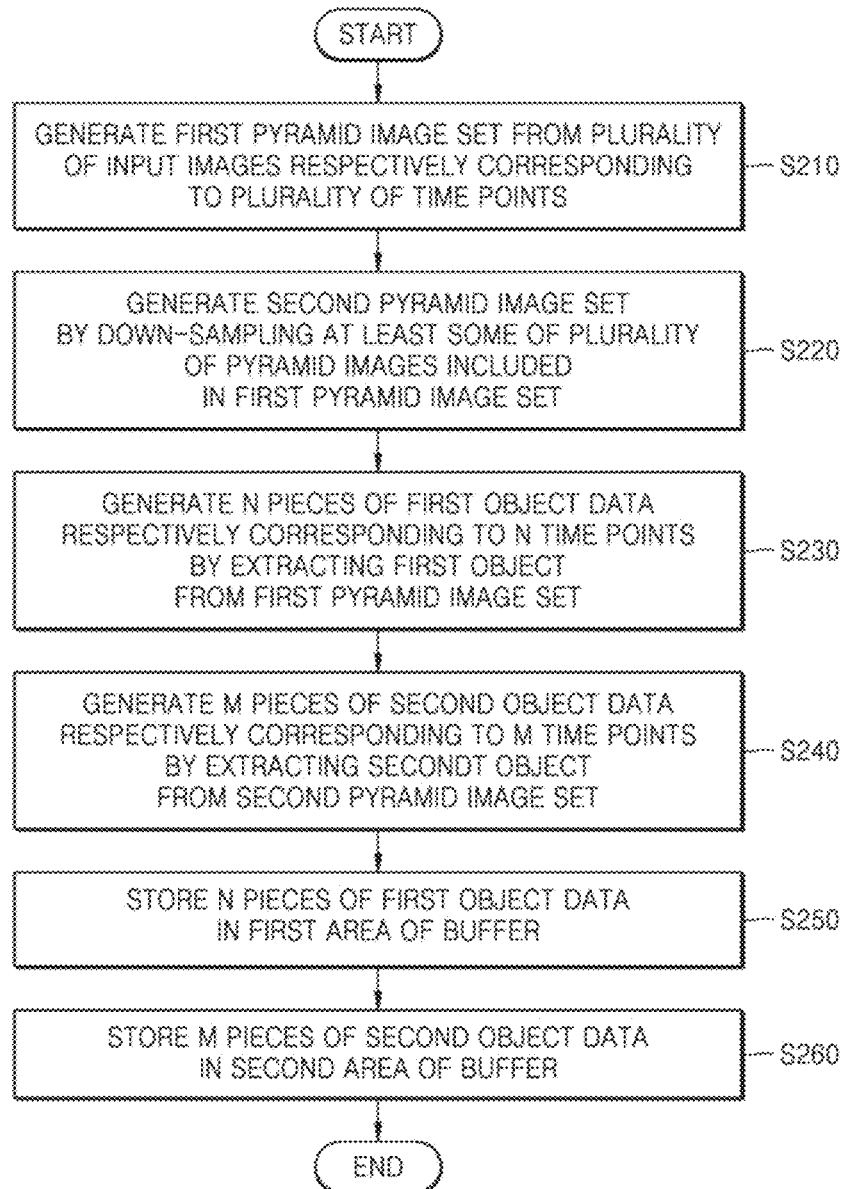 START
GENERATE FIRST PYRAMID IMAGE SET FROM PLURALITY
OF INPUT IMAGES RESPECTIVELY CORRESPONDING
TO PLURALITY OF TIME POINTS
S210
GENERATE SECOND PYRAMID IMAGE SET
BY DOWN-SAMPLING AT LEAST SOME OF PLURALITY
OF PYRAMID IMAGES INCLUDED
IN FIRST PYRAMID IMAGE SET
S220
GENERATE N PIECES OF FIRST OBJECT DATA
RESPECTIVELY CORRESPONDING TO N TIME POINTS
BY EXTRACTING FIRST OBJECT
FROM FIRST PYRAMID IMAGE SET
S230
GENERATE M PIECES OF SECOND OBJECT DATA
RESPECTIVELY CORRESPONDING TO M TIME POINTS
BY EXTRACTING SECONDT OBJECT
FROM SECOND PYRAMID IMAGE SET
S240
STORE N PIECES OF FIRST OBJECT DATA
IN FIRST AREA OF BUFFER
S250
STORE M PIECES OF SECOND OBJECT DATA
IN SECOND AREA OF BUFFER
S260
END